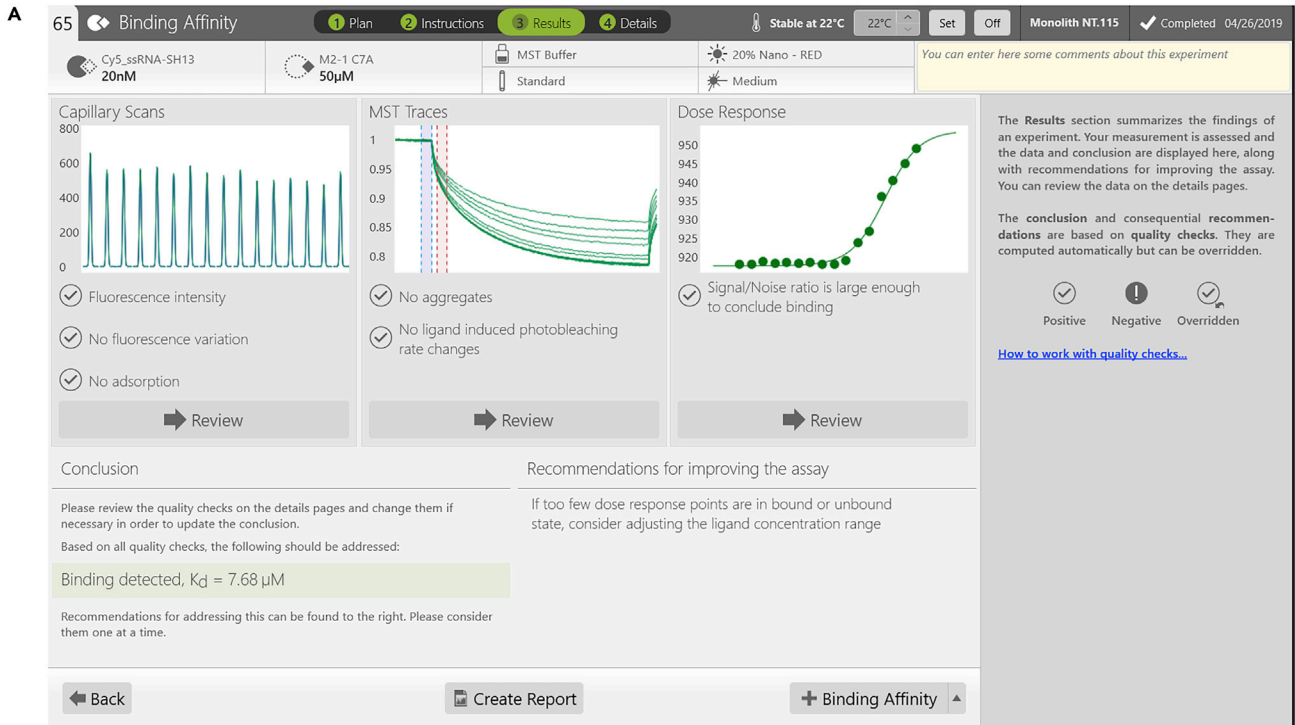 A
65 Binding Affinity 1 Plan 2 Instructions 3 Results 4 Details Stable at 22°C 22°C Set Off Monolith NT.115 Completed 04/26/2019
Cy5_ssRNA-SH13
20nM
M2-1 C7A
50µM
MST Buffer
Standard
20% Nano - RED
Medium
You can enter here some comments about this experiment
Capillary Scans
800
600
400
200
0
Fluorescence intensity
No fluorescence variation
No adsorption
Review
MST Traces
1
0.95
0.9
0.85
0.8
No aggregates
No ligand induced photobleaching
rate changes
Review
Dose Response
950
945
940
935
930
925
920
Signal/Noise ratio is large enough
to conclude binding
Review
The Results section summarizes the findings of
an experiment. Your measurement is assessed and
the data and conclusion are displayed here, along
with recommendations for improving the assay.
You can review the data on the details pages.
The conclusion and consequential recommen-
dations are based on quality checks. They are
computed automatically but can be overridden.
Positive Negative Overridden
How to work with quality checks...
Conclusion
Please review the quality checks on the details pages and change them if
necessary in order to update the conclusion.
Based on all quality checks, the following should be addressed:
Binding detected, Kd = 7.68 µM
Recommendations for addressing this can be found to the right. Please consider
them one at a time.
Recommendations for improving the assay
If too few dose response points are in bound or unbound
state, consider adjusting the ligand concentration range
Back
Create Report
Binding Affinity